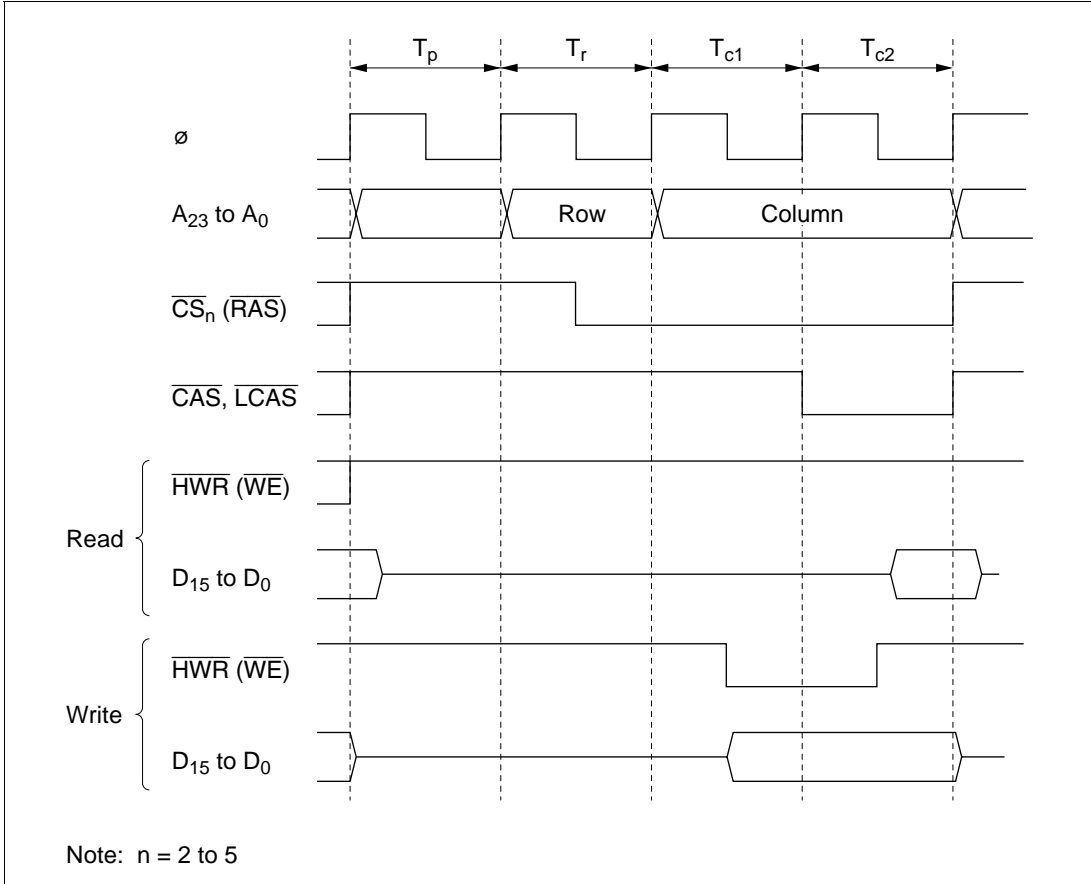 Tp Tr Tc1 Tc2
ø
A23 to A0 Row Column
CSn (RAS)
CAS, LCAS
HWR (WE)
Read
D15 to D0
HWR (WE)
Write
D15 to D0
Note: n = 2 to 5